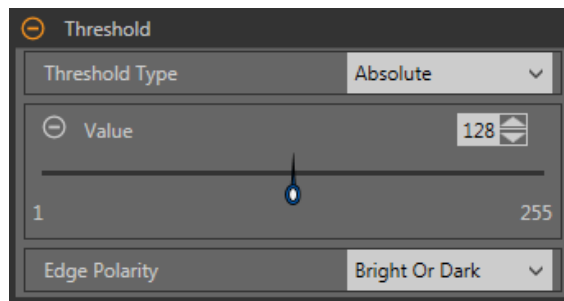 Threshold
Threshold Type Absolute
Value 128
1 255
Edge Polarity Bright Or Dark